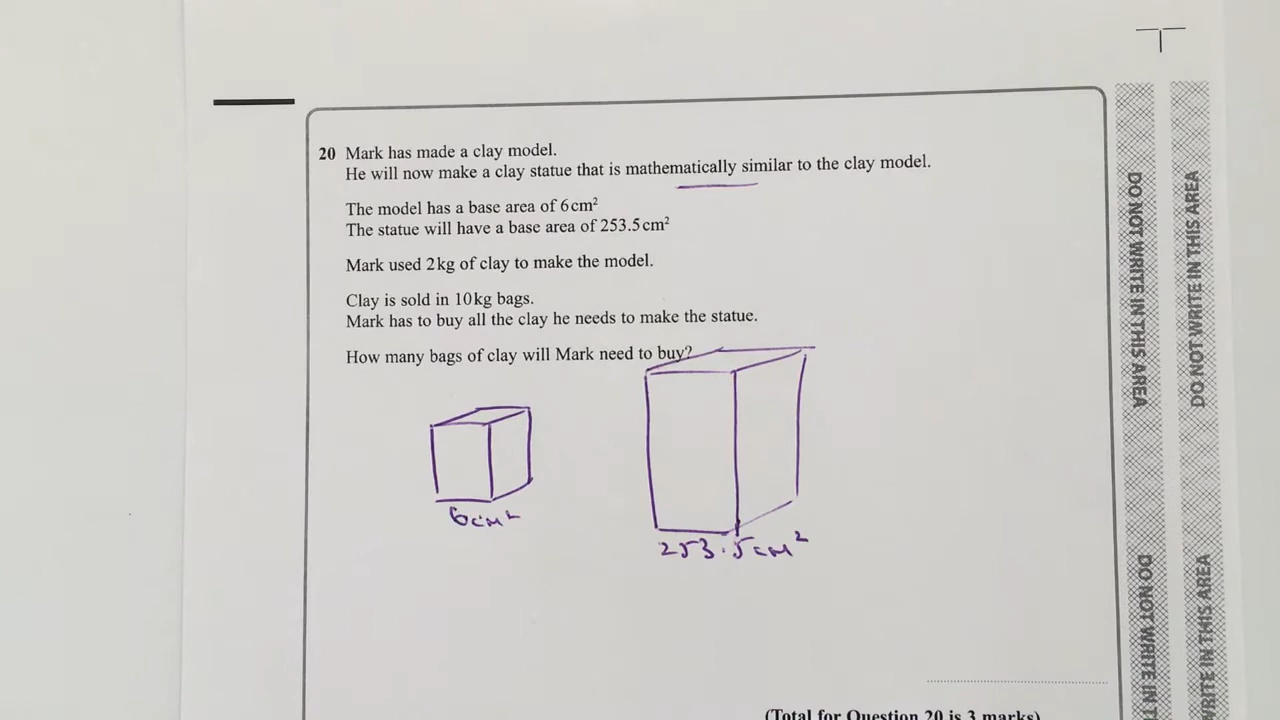 20 Mark has made a clay model.
He will now make a clay statue that is mathematically similar to the clay model.
The model has a base area of 6 cm²
The statue will have a base area of 253.5 cm²
Mark used 2 kg of clay to make the model.
Clay is sold in 10 kg bags.
Mark has to buy all the clay he needs to make the statue.
How many bags of clay will Mark need to buy?
6cm²
253.5cm²
(Total for Question 20 is 3 marks)
DO NOT WRITE IN THIS AREA
DO NOT WRITE IN THIS AREA
DO NOT WRITE IN T
WRITE IN THIS AREA